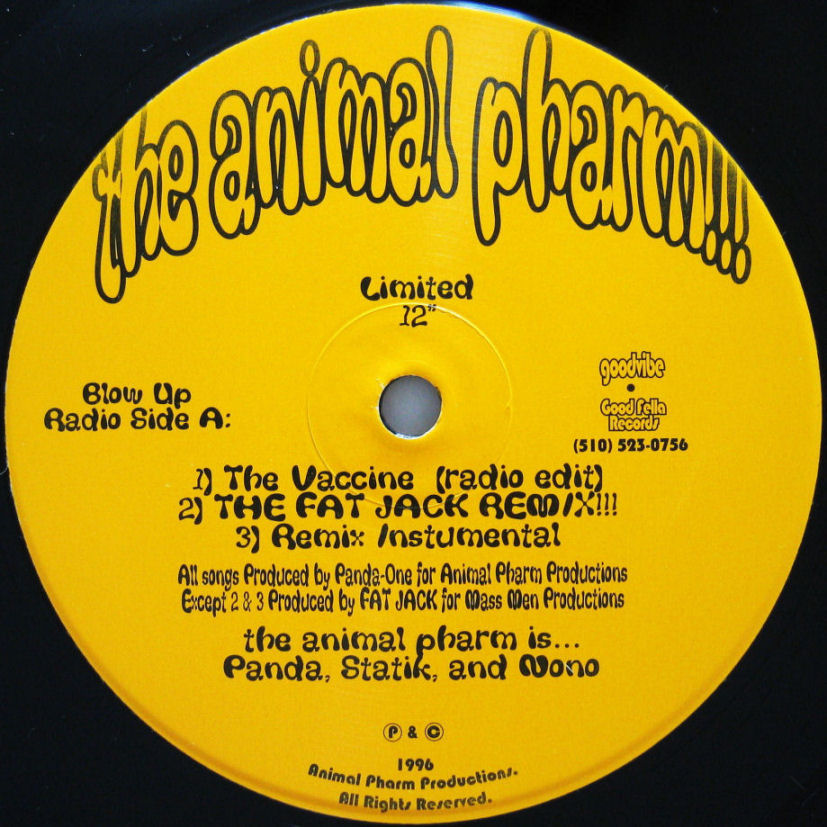 the animal pharm!!!
Limited
12"
Blow Up
Radio Side A:
goodvibe
•
Good Fella
Records
(510) 523-0756
1) The Vaccine (radio edit)
2) THE FAT JACK REMIX!!!
3) Remix Instumental
All songs Produced by Panda-One for Animal Pharm Productions
Except 2 & 3 Produced by FAT JACK for Mass Men Productions
the animal pharm is...
Panda, Statik, and Nono
Ⓟ & ©
1996
Animal Pharm Productions.
All Rights Reserved.